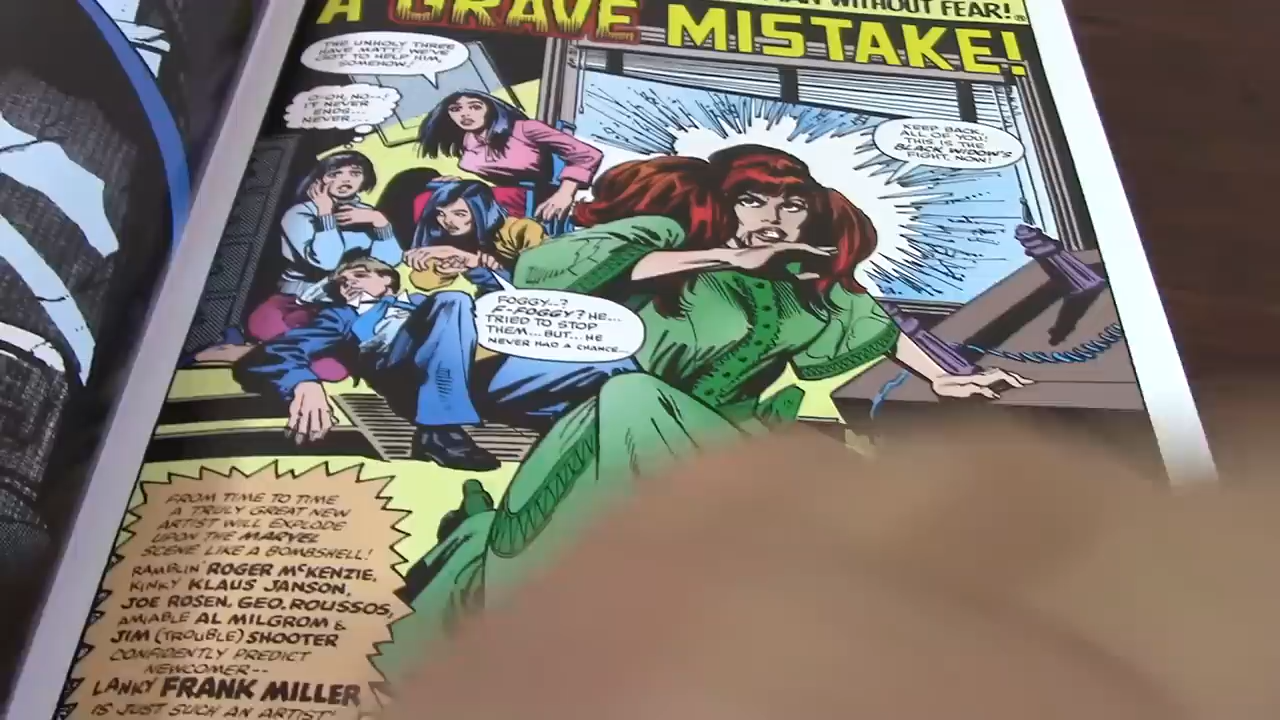 MAN WITHOUT FEAR!
A GRAVE MISTAKE!
THE UNHOLY THREE
HAVE MATT! WE'VE
GOT TO HELP HIM,
SOMEHOW!
O-OH, NO--!
IT NEVER
ENDS...
NEVER...
KEEP BACK,
ALL OF YOU!
THIS IS THE
BLACK WIDOW'S
FIGHT, NOW!
FOGGY..?
F-FOGGY? HE...
TRIED TO STOP
THEM...BUT...HE
NEVER HAD A CHANCE...
FROM TIME TO TIME
A TRULY GREAT NEW
ARTIST WILL EXPLODE
UPON THE MARVEL
SCENE LIKE A BOMBSHELL!
RAMBLIN' ROGER McKENZIE,
KINKY KLAUS JANSON,
JOE ROSEN, GEO. ROUSSOS,
AMIABLE AL MILGROM &
JIM (TROUBLE) SHOOTER
CONFIDENTLY PREDICT
NEWCOMER--
LANKY FRANK MILLER
IS JUST SUCH AN ARTIST!